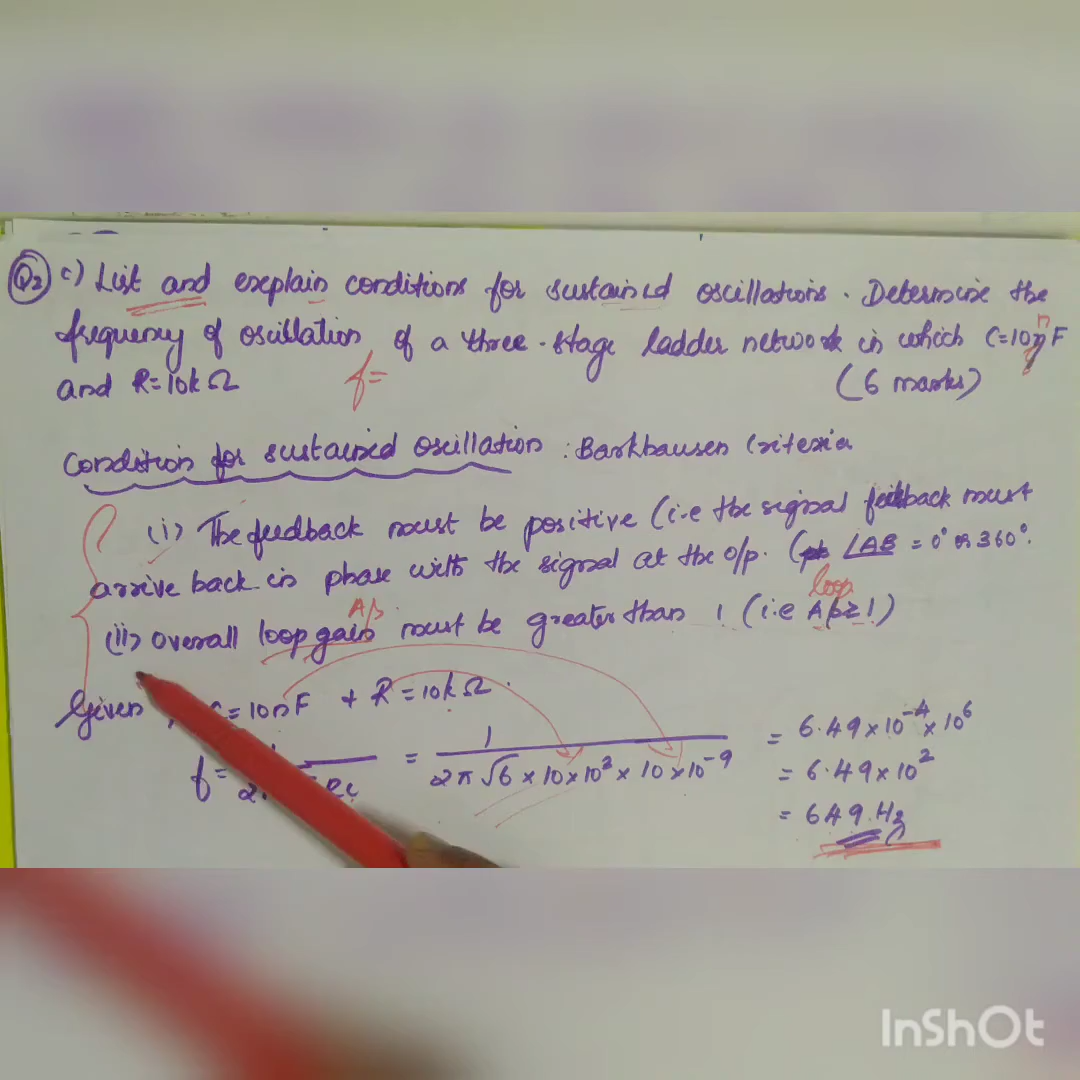 Q2 c) List and explain conditions for sustained oscillations. Determine the
frequency of oscillation of a three-stage ladder network in which C=10nF
n
and R=10kΩ f= (6 marks)
Condition for sustained oscillation : Barkhausen Criteria
(i) The feedback must be positive (i.e the signal feedback must
arrive back in phase with the signal at the o/p. ( ∠AB = 0° or 360°.
Aβ loop
(ii) overall loop gain must be greater than 1 (i.e Aβ≥1)
Given C=10nF + R=10kΩ.
f= 1 = 1 / 2π√6 × 10×10³ × 10×10⁻⁹ = 6.49×10⁻⁴×10⁶
= 6.49×10²
= 649.Hz
InShOt